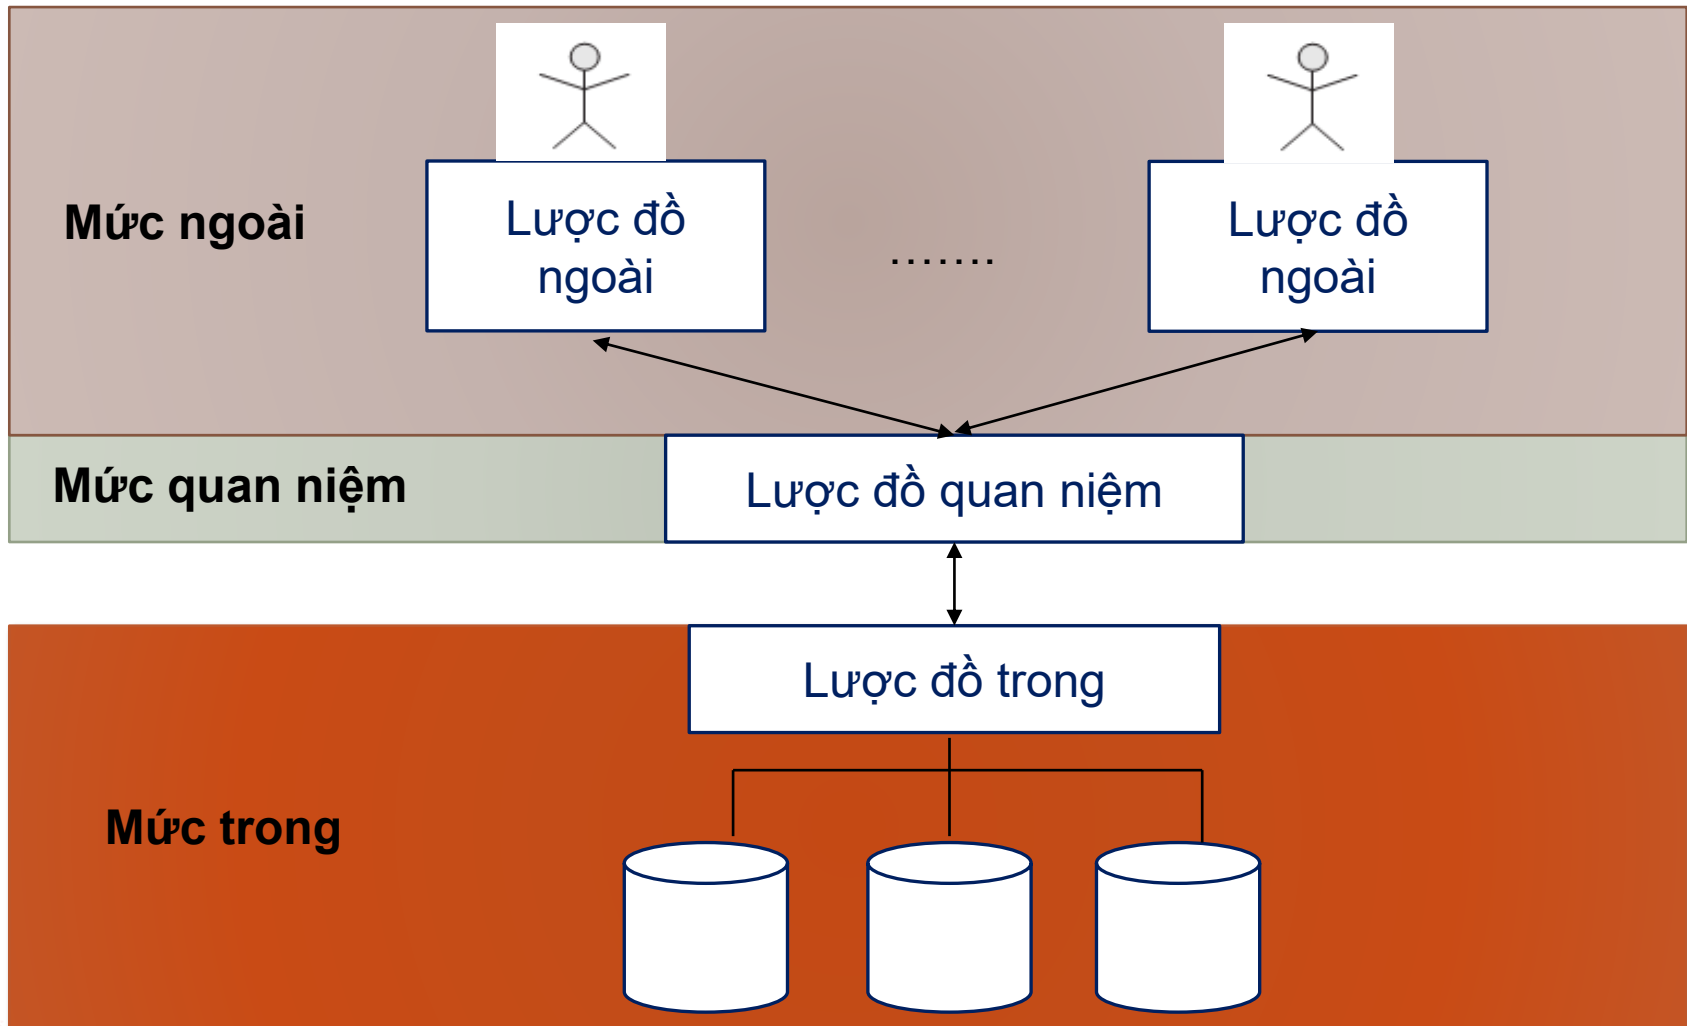 Mức ngoài
Lược đồ
ngoài
.......
Lược đồ
ngoài
Mức quan niệm
Lược đồ quan niệm
Lược đồ trong
Mức trong